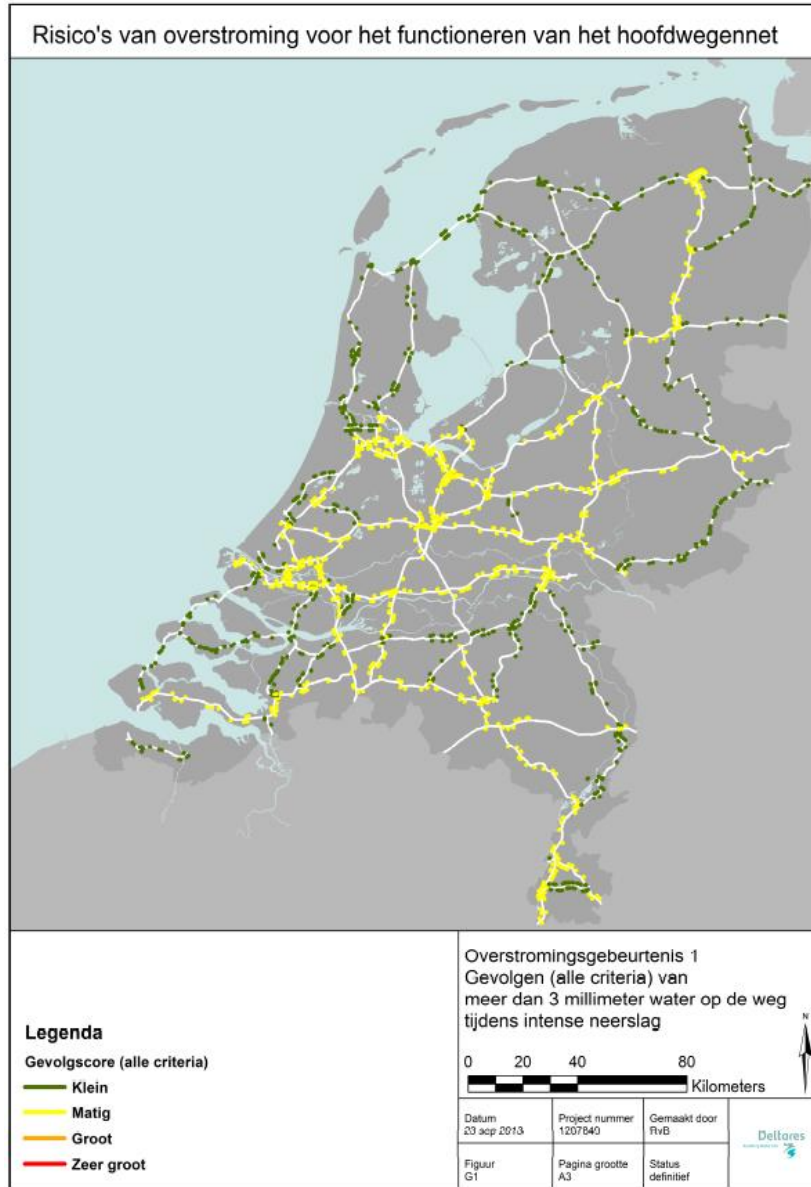 Risico's van overstroming voor het functioneren van het hoofdwegennet
Overstromingsgebeurtenis 1
Gevolgen (alle criteria) van
meer dan 3 millimeter water op de weg
tijdens intense neerslag
N
0 20 40 80
Kilometers
Legenda
Gevolgscore (alle criteria)
Klein
Matig
Groot
Zeer groot
Datum
23 sep 2013
Project nummer
1207840
Gemaakt door
RvB
Figuur
G1
Pagina grootte
A3
Status
definitief
Deltares